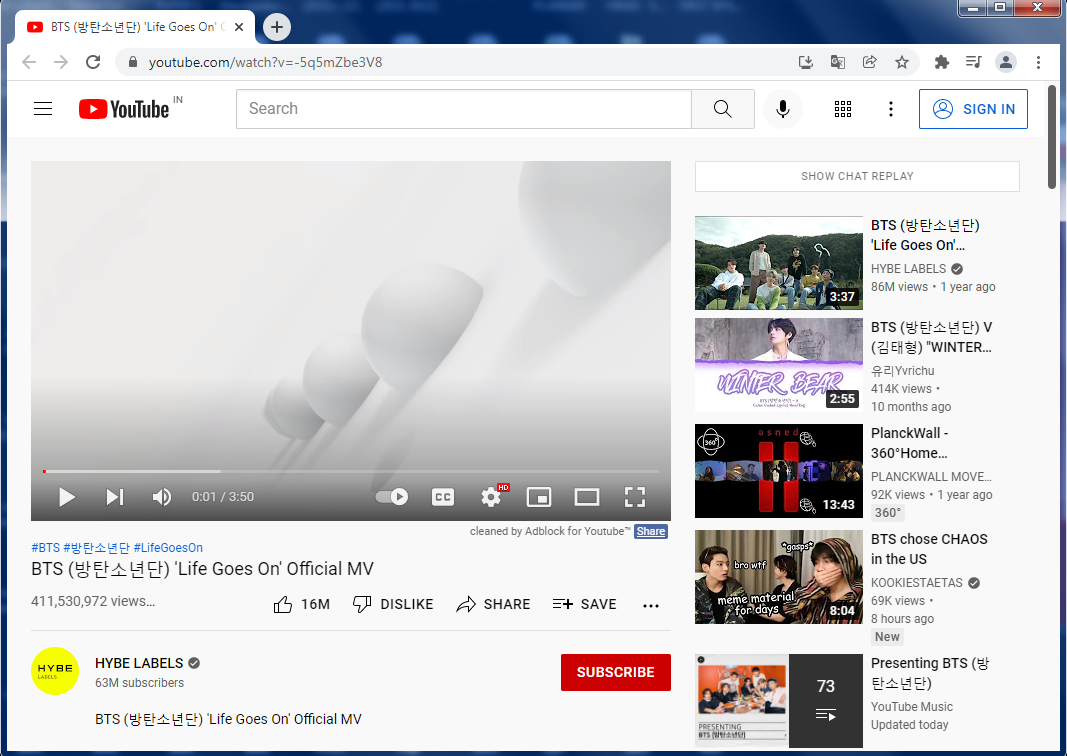 BTS (방탄소년단) 'Life Goes On'
youtube.com/watch?v=-5q5mZbe3V8
YouTube IN
Search
SIGN IN
0:01 / 3:50
CC
HD
cleaned by Adblock for Youtube™ Share
#BTS #방탄소년단 #LifeGoesOn
BTS (방탄소년단) 'Life Goes On' Official MV
411,530,972 views...
16M
DISLIKE
SHARE
SAVE
HYBE
LABELS
HYBE LABELS
63M subscribers
SUBSCRIBE
BTS (방탄소년단) 'Life Goes On' Official MV
SHOW CHAT REPLAY
3:37
BTS (방탄소년단)
'Life Goes On'...
HYBE LABELS
86M views • 1 year ago
WINTER BEAR
2:55
BTS (방탄소년단) V
(김태형) "WINTER...
유리Yvrichu
414K views •
10 months ago
360°
asned
13:43
PlanckWall -
360°Home...
PLANCKWALL MOVE...
92K views • 1 year ago
360°
*gasps*
bro wtf
meme material
for days
8:04
BTS chose CHAOS
in the US
KOOKIESTAETAS
69K views •
8 hours ago
New
PRESENTING
BTS (방탄소년단)
73
Presenting BTS (방
탄소년단)
YouTube Music
Updated today